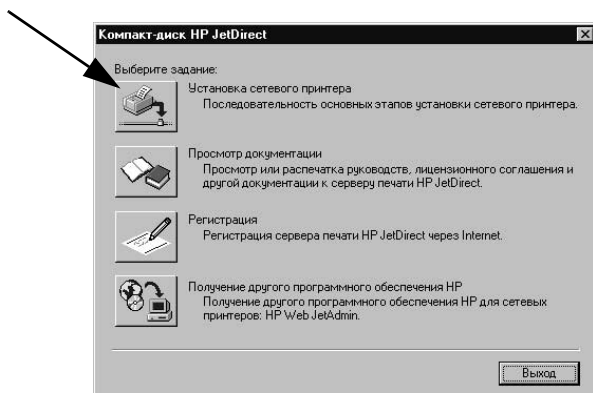 Компакт-диск HP JetDirect
Выберите задание:
Установка сетевого принтера
Последовательность основных этапов установки сетевого принтера.
Просмотр документации
Просмотр или распечатка руководств, лицензионного соглашения и
другой документации к серверу печати HP JetDirect.
Регистрация
Регистрация сервера печати HP JetDirect через Internet.
Получение другого программного обеспечения HP
Получение другого программного обеспечения HP для сетевых
принтеров: HP Web JetAdmin.
Выход